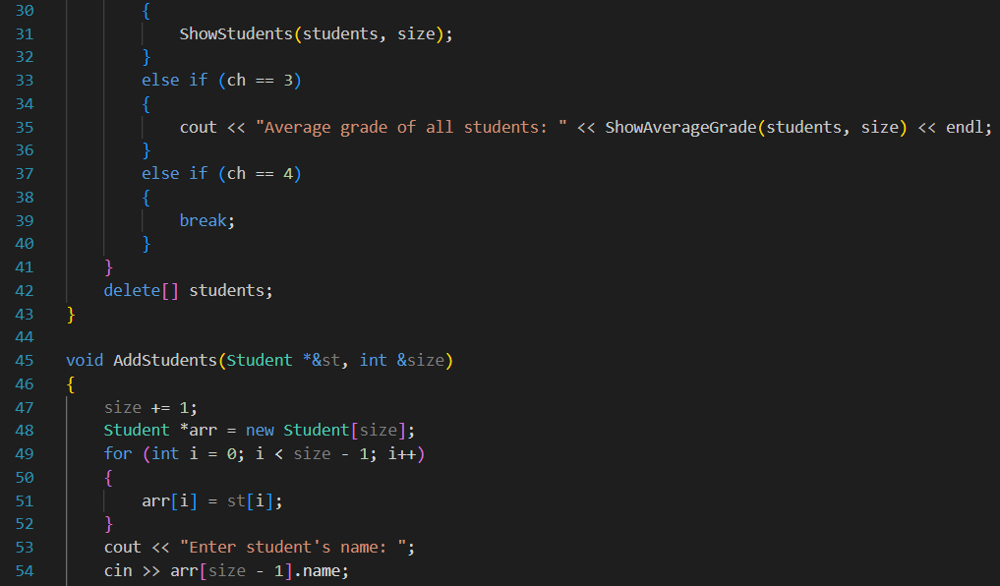 30 {
31 ShowStudents(students, size);
32 }
33 else if (ch == 3)
34 {
35 cout << "Average grade of all students: " << ShowAverageGrade(students, size) << endl;
36 }
37 else if (ch == 4)
38 {
39 break;
40 }
41 }
42 delete[] students;
43 }
44
45 void AddStudents(Student *&st, int &size)
46 {
47 size += 1;
48 Student *arr = new Student[size];
49 for (int i = 0; i < size - 1; i++)
50 {
51 arr[i] = st[i];
52 }
53 cout << "Enter student's name: ";
54 cin >> arr[size - 1].name;